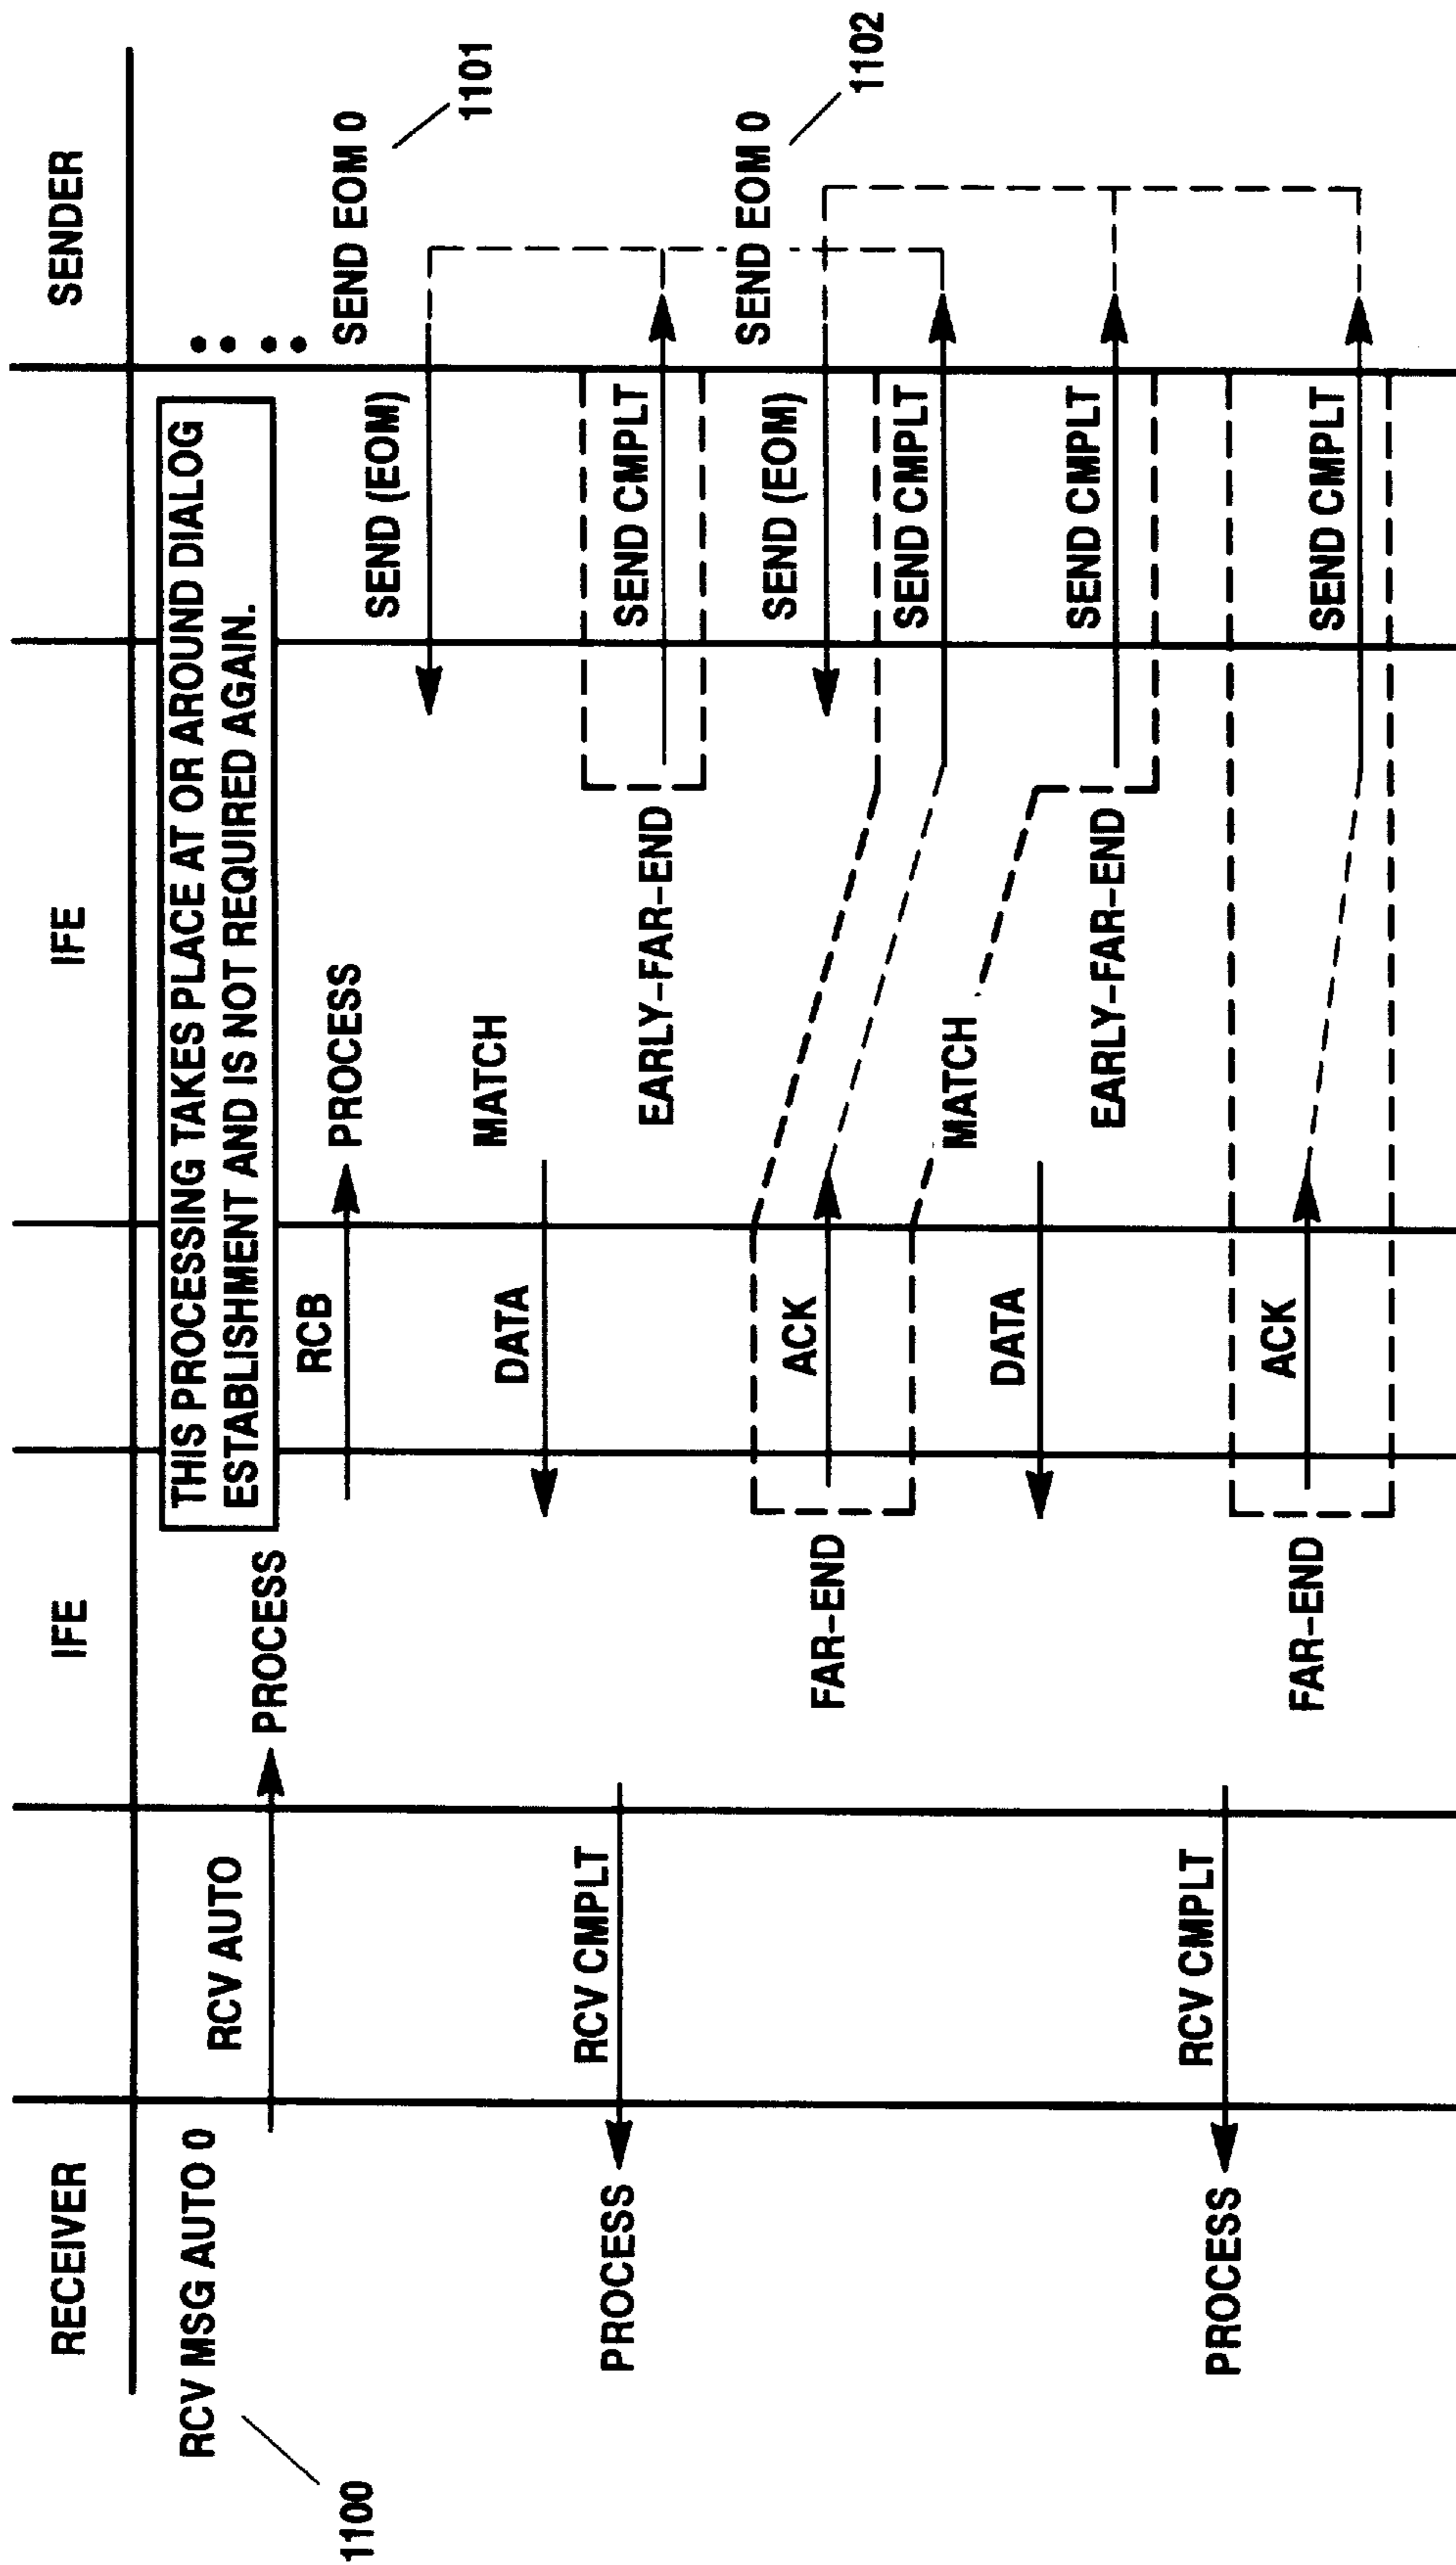 RECEIVER
IFE
IFE
SENDER
RCV MSG AUTO 0
1100
RCV AUTO
PROCESS
THIS PROCESSING TAKES PLACE AT OR AROUND DIALOG
ESTABLISHMENT AND IS NOT REQUIRED AGAIN.
RCB
PROCESS
SEND EOM 0
1101
SEND (EOM)
MATCH
DATA
RCV CMPLT
PROCESS
SEND CMPLT
EARLY-FAR-END
SEND EOM 0
1102
SEND (EOM)
ACK
FAR-END
SEND CMPLT
MATCH
DATA
SEND CMPLT
EARLY-FAR-END
RCV CMPLT
PROCESS
ACK
FAR-END
SEND CMPLT